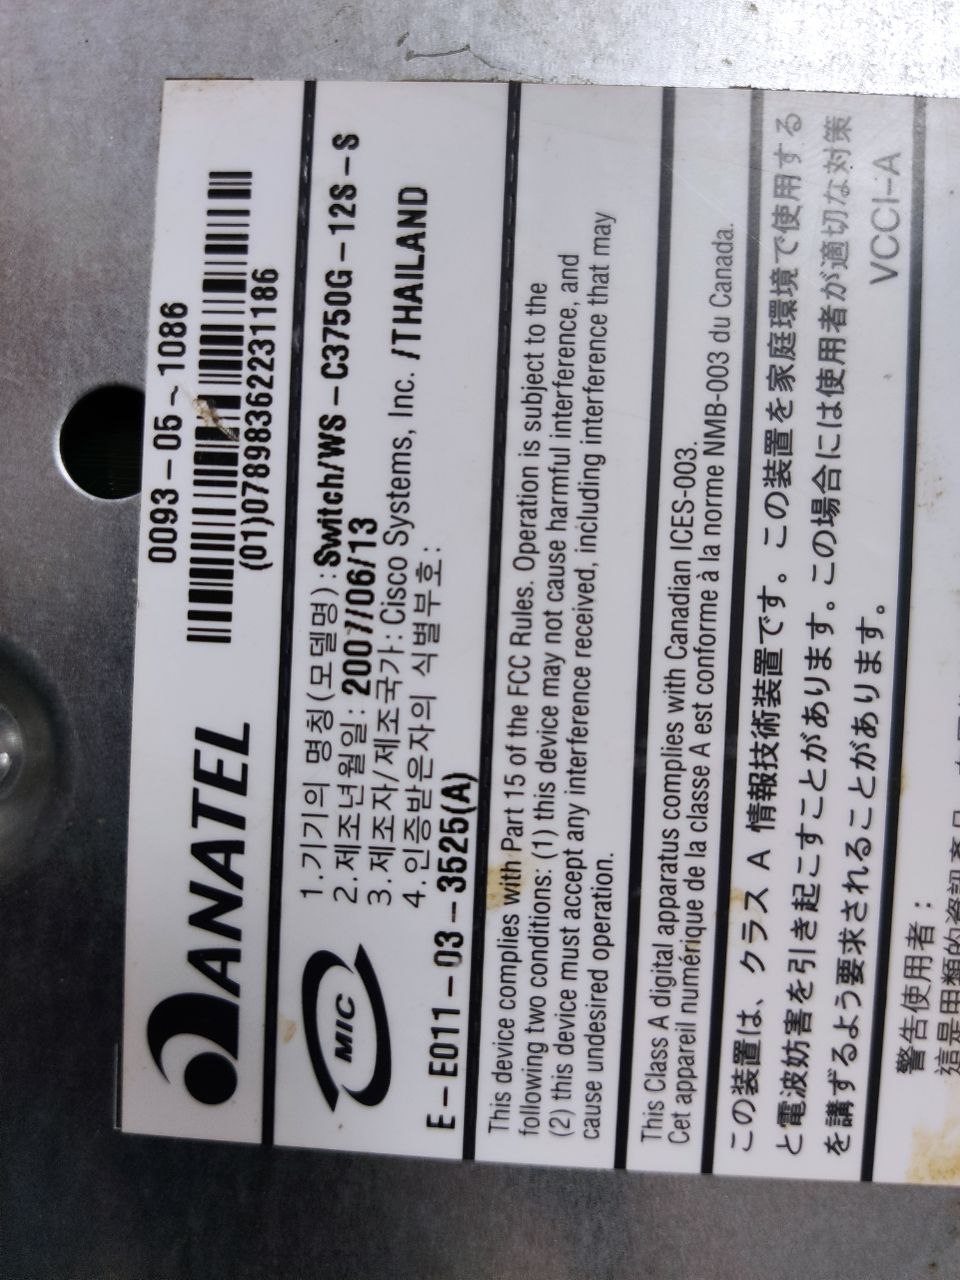 0093-05-1086
ANATEL
(01)07898362231186
MIC
1.기기의 명칭(모델명):Switch/WS-C3750G-12S-S
2.제조년월일:2007/06/13
3.제조자/제조국가:Cisco Systems, Inc. /THAILAND
4.인증받은자의 식별부호:
E-E011-03-3525(A)
This device complies with Part 15 of the FCC Rules. Operation is subject to the
following two conditions: (1) this device may not cause harmful interference, and
(2) this device must accept any interference received, including interference that may
cause undesired operation.
This Class A digital apparatus complies with Canadian ICES-003.
Cet appareil numérique de la classe A est conforme à la norme NMB-003 du Canada.
この装置は、クラス A 情報技術装置です。この装置を家庭環境で使用する
と電波妨害を引き起こすことがあります。この場合には使用者が適切な対策
を講ずるよう要求されることがあります。
VCCI-A
警告使用者：
這是甲類的資訊產品